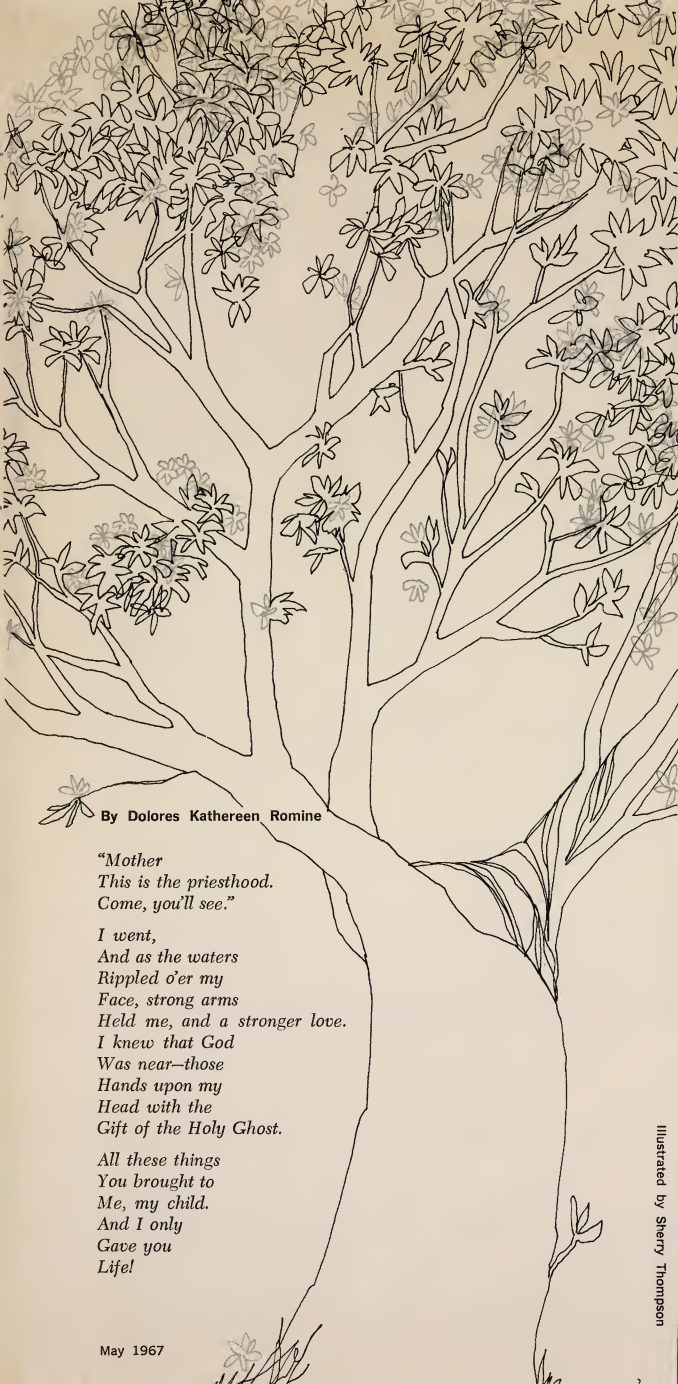 By Dolores Kathereen Romine
“Mother
This is the priesthood.
Come, you'll see.”
I went,
And as the waters
Rippled o'er my
Face, strong arms
Held me, and a stronger love.
I knew that God
Was near—those
Hands upon my
Head with the
Gift of the Holy Ghost.
All these things
You brought to
Me, my child.
And I only
Gave you
Life!
Illustrated by Sherry Thompson
May 1967